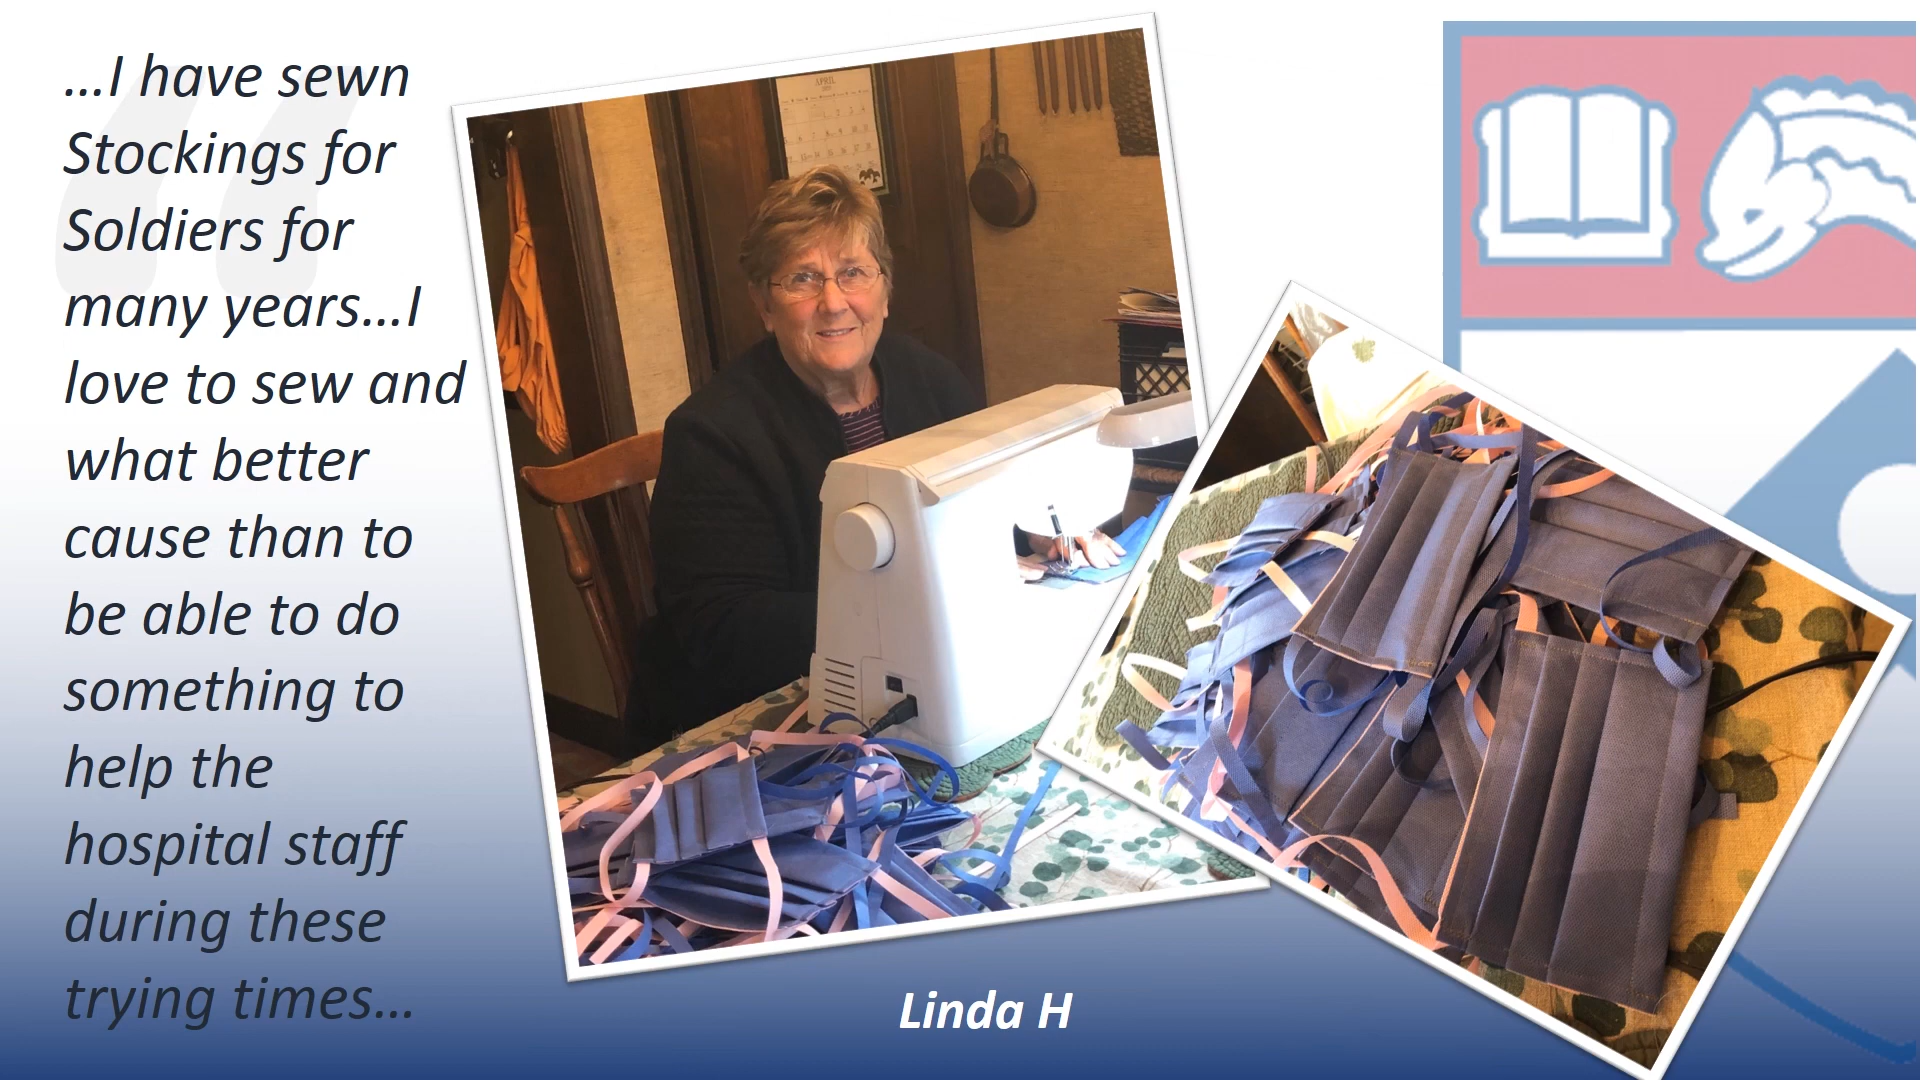 ...I have sewn
Stockings for
Soldiers for
many years...I
love to sew and
what better
cause than to
be able to do
something to
help the
hospital staff
during these
trying times...
APRIL
Linda H